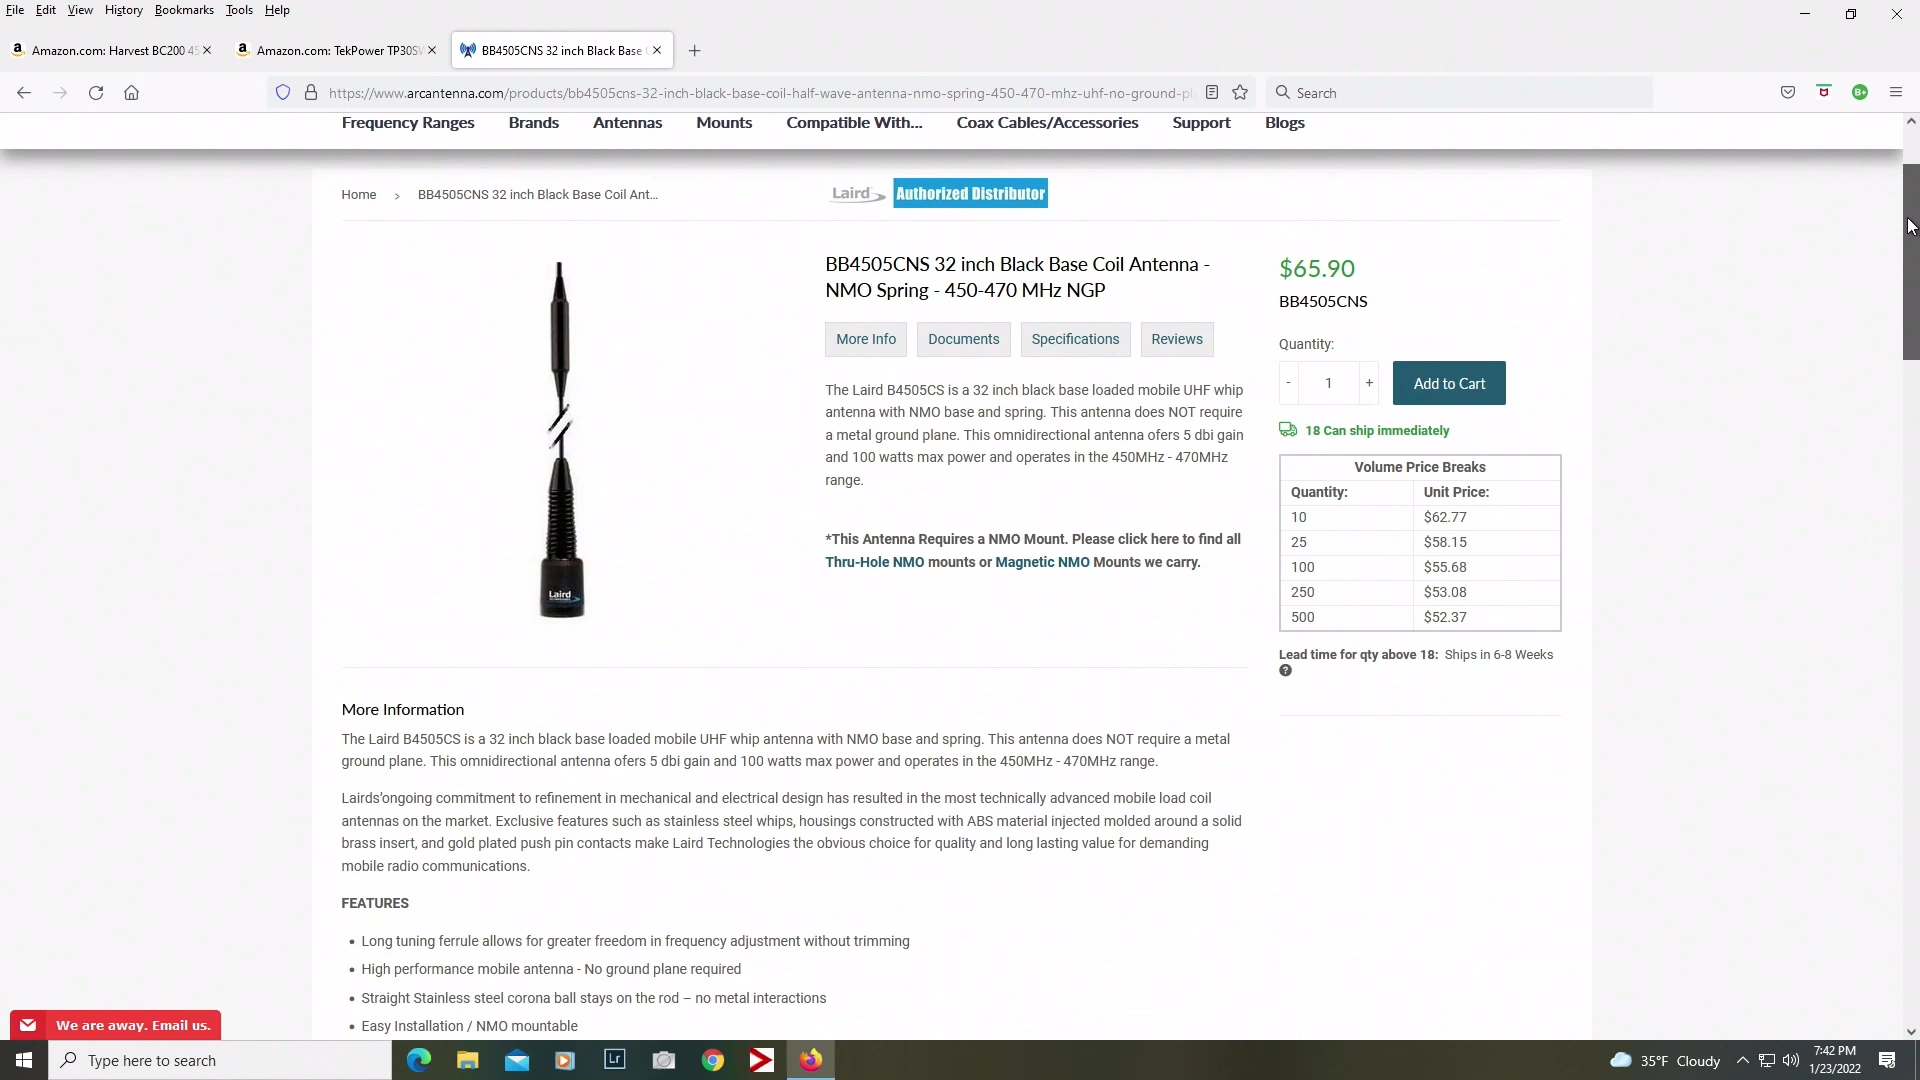 File Edit View History Bookmarks Tools Help
Amazon.com: Harvest BC200 45
Amazon.com: TekPower TP30SW
BB4505CNS 32 inch Black Base C
https://www.arcantenna.com/products/bb4505cns-32-inch-black-base-coil-half-wave-antenna-nmo-spring-450-470-mhz-uhf-no-ground-pl
Search
Frequency Ranges Brands Antennas Mounts Compatible With... Coax Cables/Accessories Support Blogs
Home > BB4505CNS 32 inch Black Base Coil Ant...
Laird Authorized Distributor
BB4505CNS 32 inch Black Base Coil Antenna -
NMO Spring - 450-470 MHz NGP
More Info Documents Specifications Reviews
The Laird B4505CS is a 32 inch black base loaded mobile UHF whip
antenna with NMO base and spring. This antenna does NOT require
a metal ground plane. This omnidirectional antenna ofers 5 dbi gain
and 100 watts max power and operates in the 450MHz - 470MHz
range.
*This Antenna Requires a NMO Mount. Please click here to find all
Thru-Hole NMO mounts or Magnetic NMO Mounts we carry.
Laird
$65.90
BB4505CNS
Quantity:
- 1 +
Add to Cart
18 Can ship immediately
Volume Price Breaks
Quantity: Unit Price:
10 $62.77
25 $58.15
100 $55.68
250 $53.08
500 $52.37
Lead time for qty above 18: Ships in 6-8 Weeks
?
More Information
The Laird B4505CS is a 32 inch black base loaded mobile UHF whip antenna with NMO base and spring. This antenna does NOT require a metal
ground plane. This omnidirectional antenna ofers 5 dbi gain and 100 watts max power and operates in the 450MHz - 470MHz range.
Lairds'ongoing commitment to refinement in mechanical and electrical design has resulted in the most technically advanced mobile load coil
antennas on the market. Exclusive features such as stainless steel whips, housings constructed with ABS material injected molded around a solid
brass insert, and gold plated push pin contacts make Laird Technologies the obvious choice for quality and long lasting value for demanding
mobile radio communications.
FEATURES
• Long tuning ferrule allows for greater freedom in frequency adjustment without trimming
• High performance mobile antenna - No ground plane required
• Straight Stainless steel corona ball stays on the rod – no metal interactions
• Easy Installation / NMO mountable
We are away. Email us.
Type here to search
Lr
35°F Cloudy
7:42 PM
1/23/2022